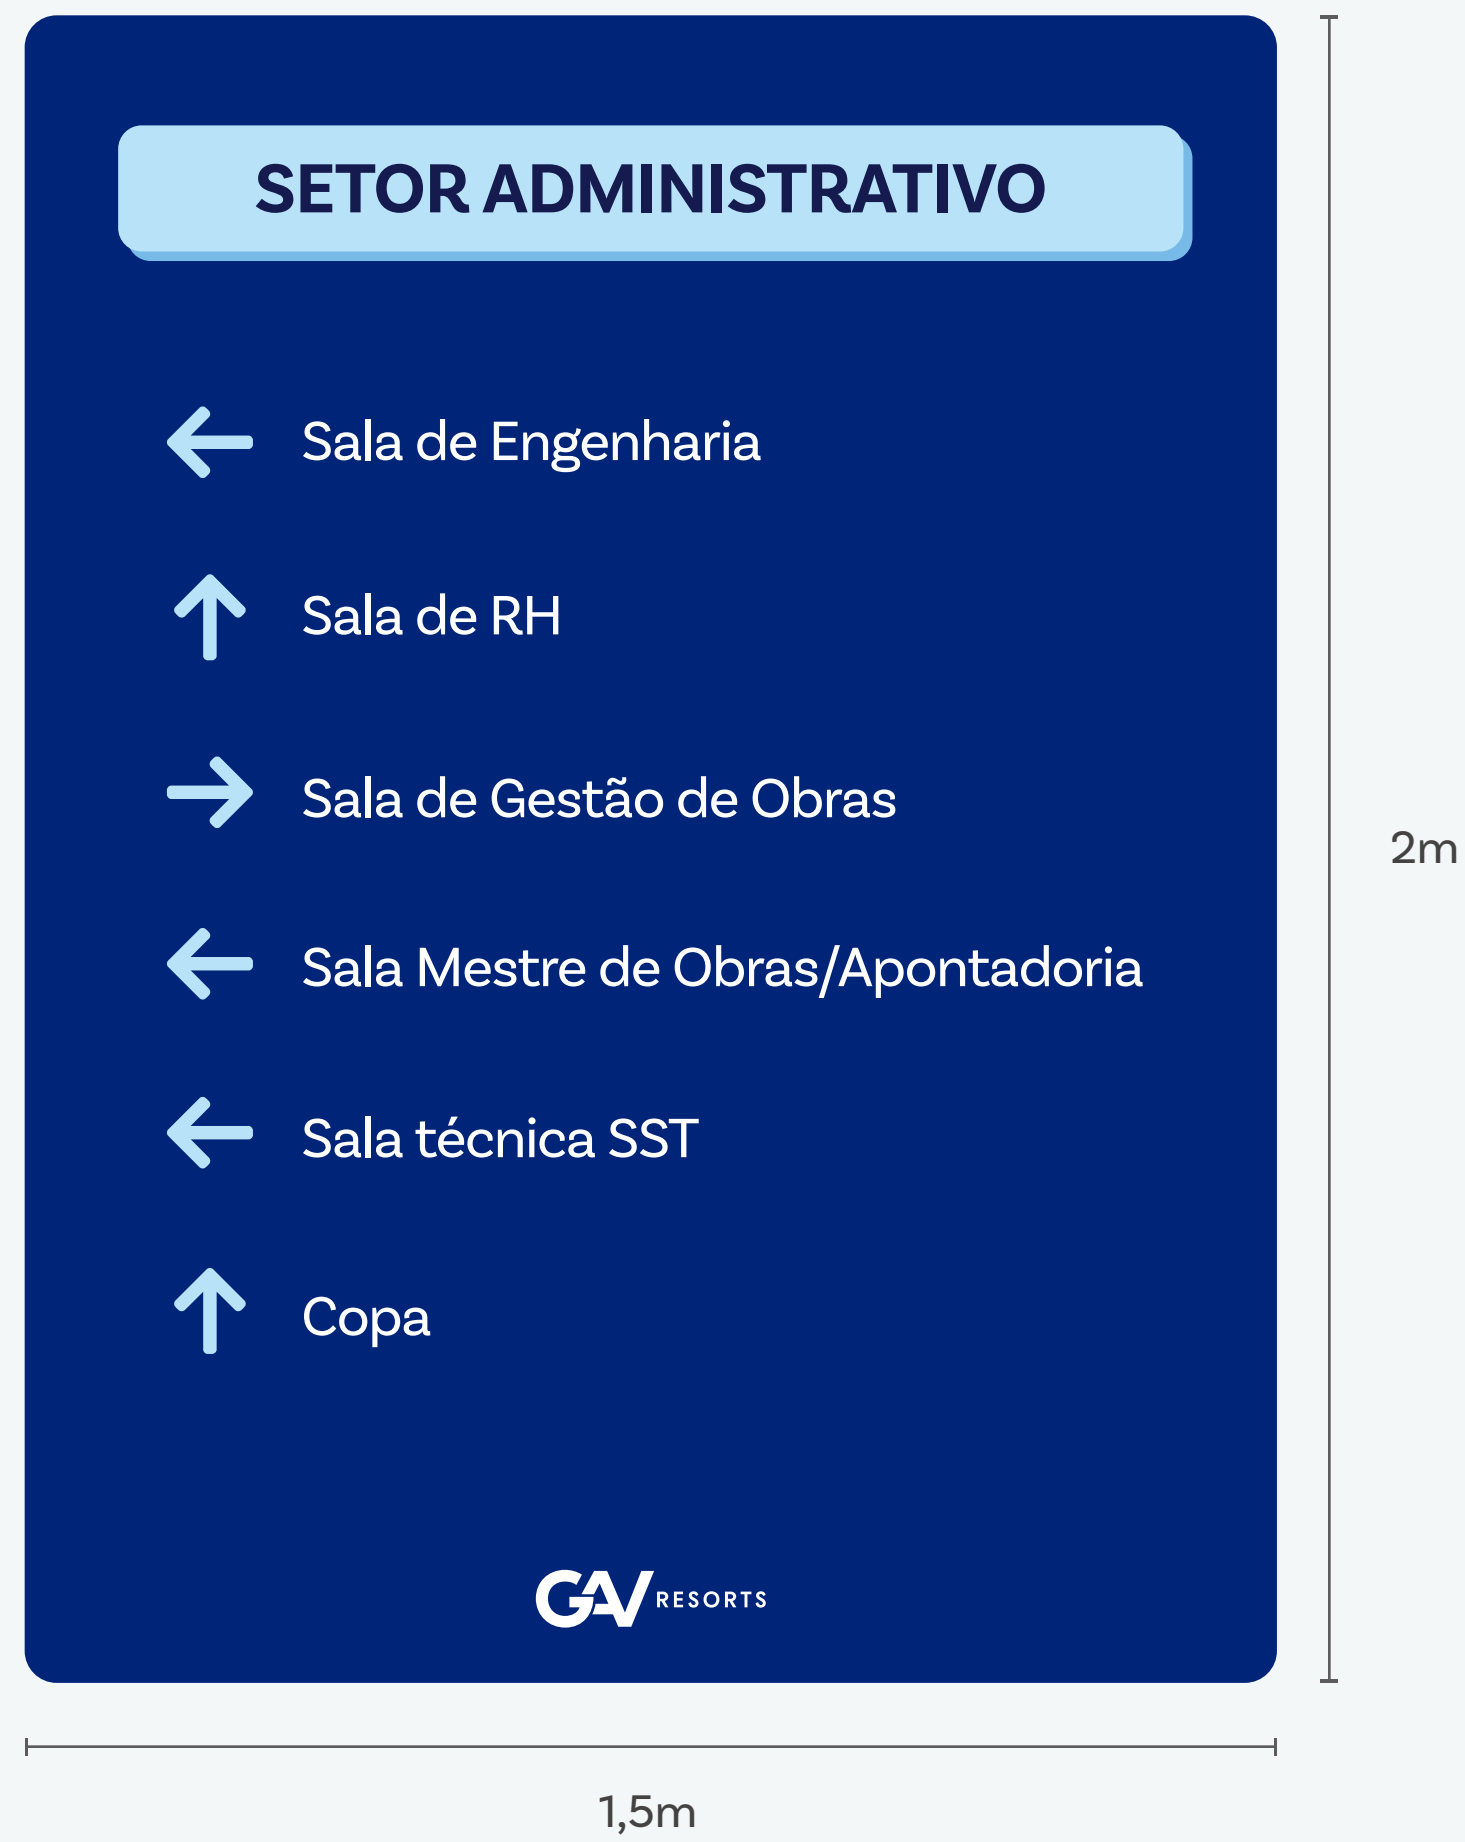 SETOR ADMINISTRATIVO
Sala de Engenharia
Sala de RH
Sala de Gestão de Obras
Sala Mestre de Obras/Apontadoria
Sala técnica SST
Copa
GAV RESORTS
2m
1,5m